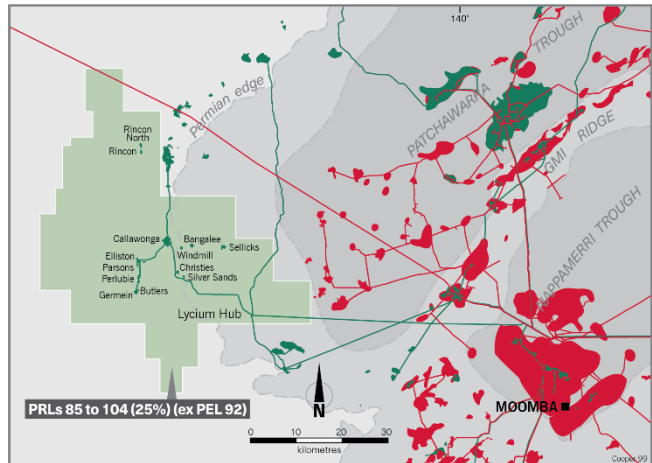 140°
TROUGH
PATCHAWARRA
GMI RIDGE
Permian edge
Rincon
North
Rincon
NAPPAMERRI TROUGH
Callawonga
Bangalee
Sellicks
Elliston
Windmill
Parsons
Christies
Perlubie
Silver Sands
Germein
Butlers
Lycium Hub
PRLs 85 to 104 (25%) (ex PEL 92)
N
MOOMBA
0 10 20 30
kilometres
Cooper 99